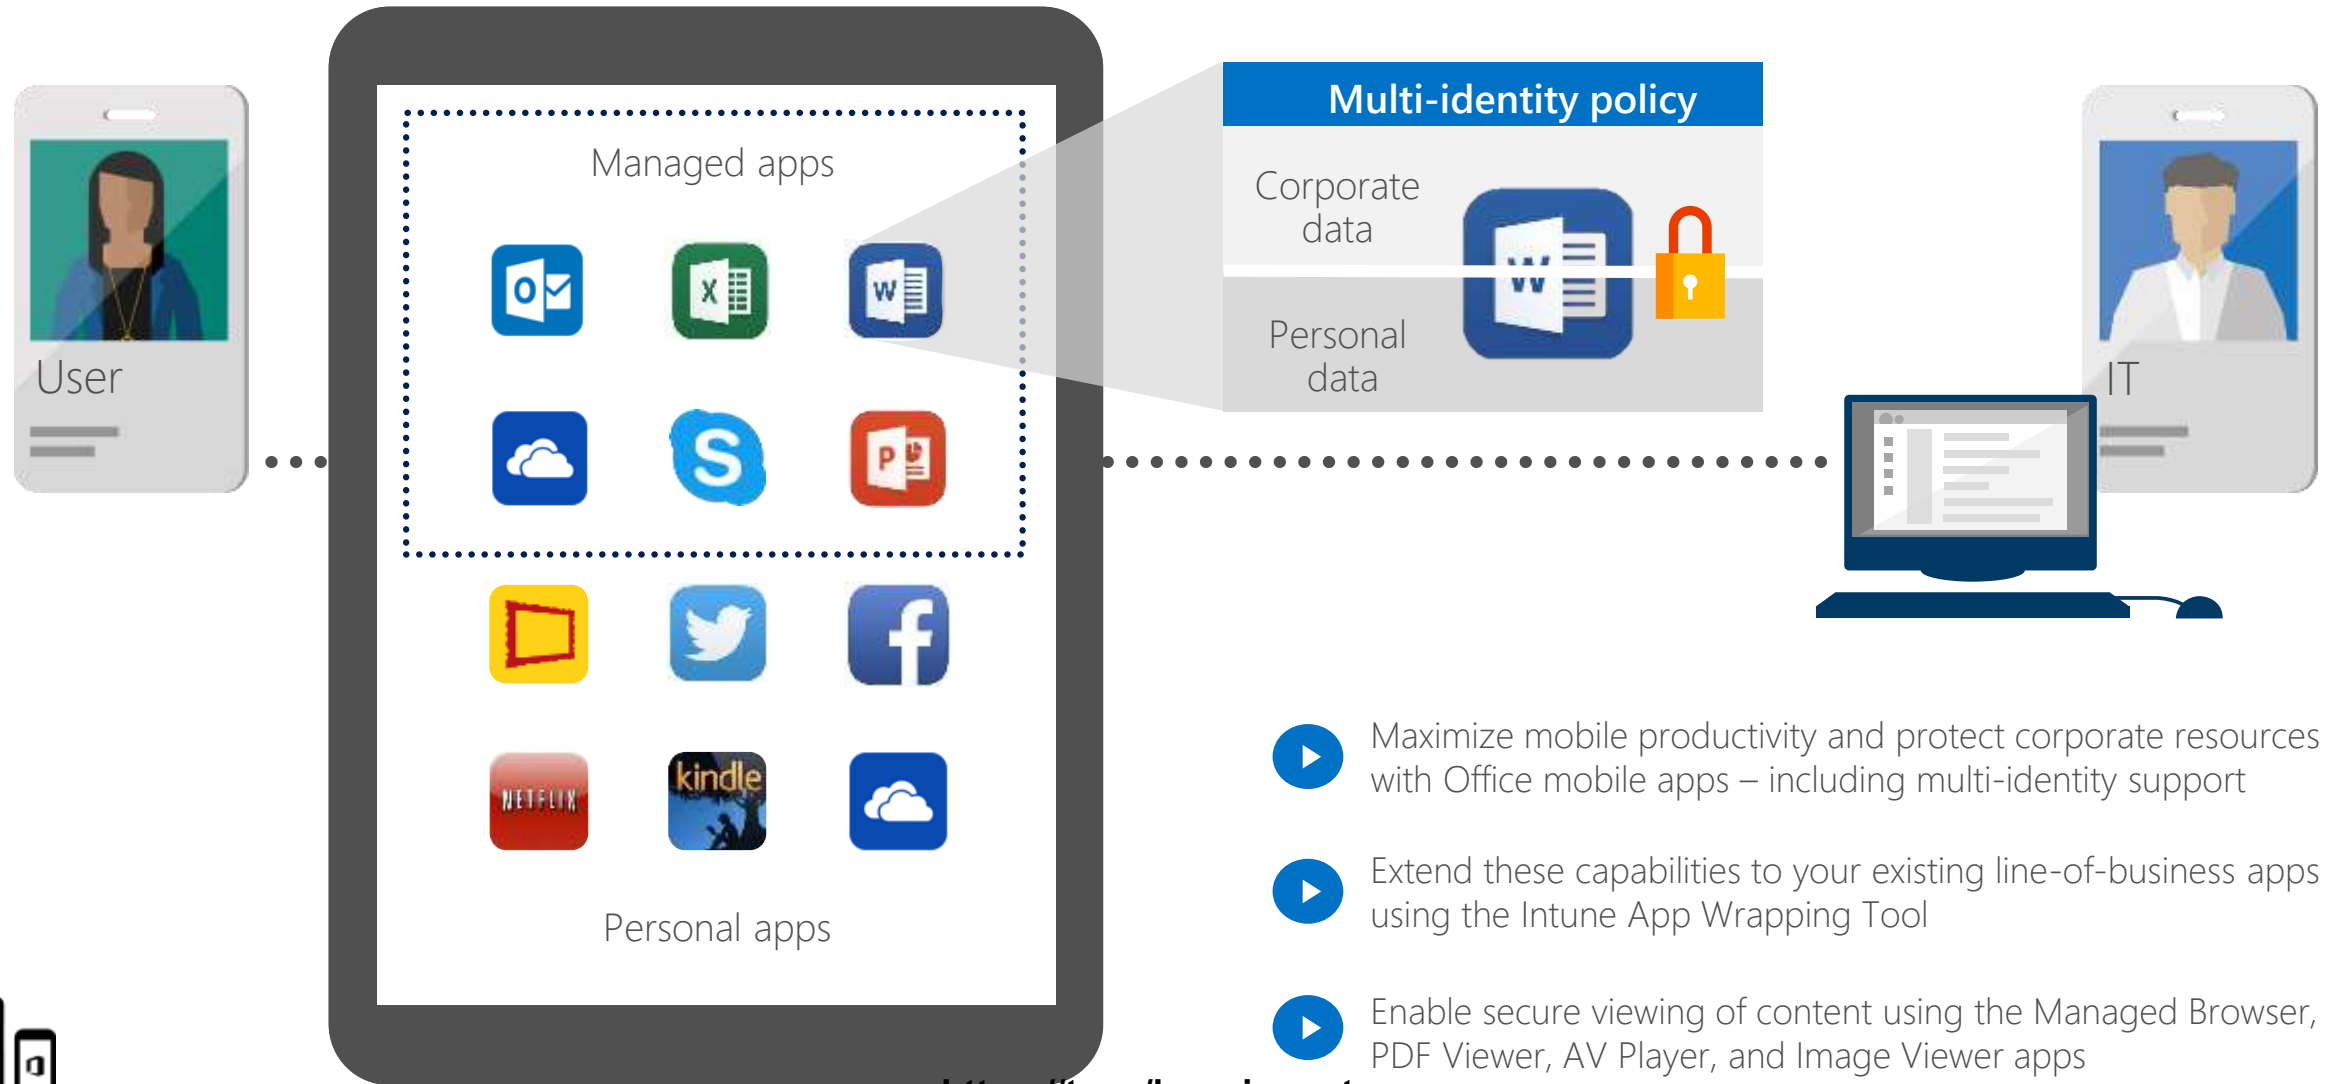 Multi-identity policy
Managed apps
Corporate
data
Personal
data
User
IT
NETFLIX
kindle
Personal apps
Maximize mobile productivity and protect corporate resources
with Office mobile apps – including multi-identity support
Extend these capabilities to your existing line-of-business apps
using the Intune App Wrapping Tool
Enable secure viewing of content using the Managed Browser,
PDF Viewer, AV Player, and Image Viewer apps